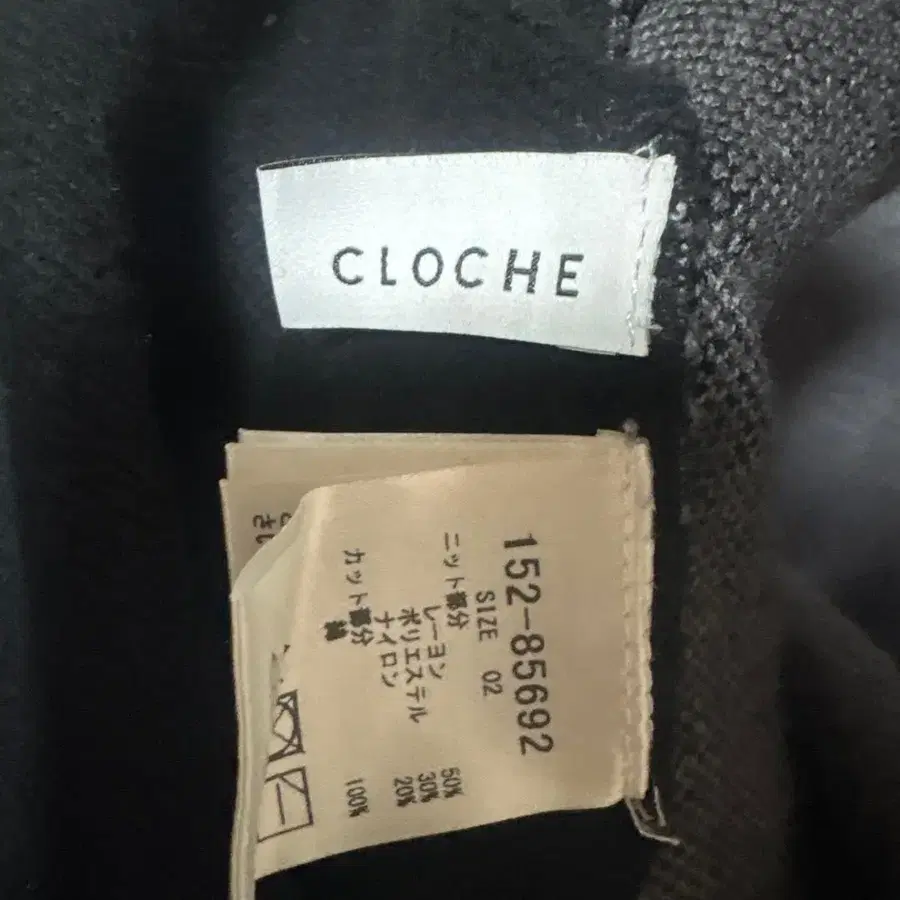 CLOCHE
152-85692
SIZE 02
ニット部分
レーヨン 50%
ポリエステル 30%
ナイロン 20%
カット部分
綿 100%